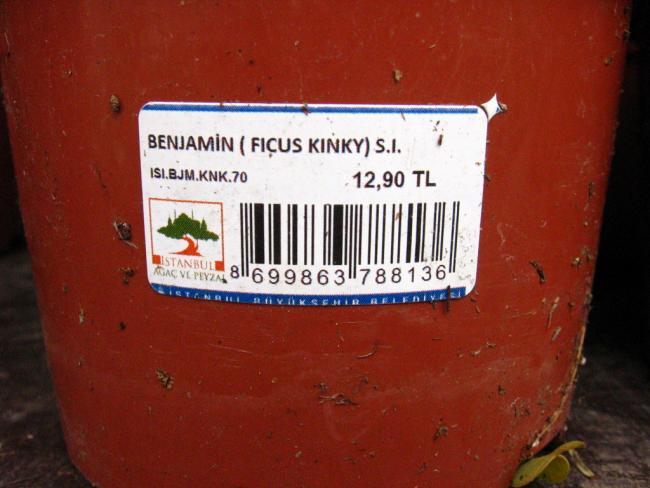 BENJAMİN ( FICUS KINKY) S.I.
ISI.BJM.KNK.70 12,90 TL
İSTANBUL
AĞAÇ VE PEYZAJ
8 699863 788136
İSTANBUL BÜYÜKŞEHİR BELEDİYESİ